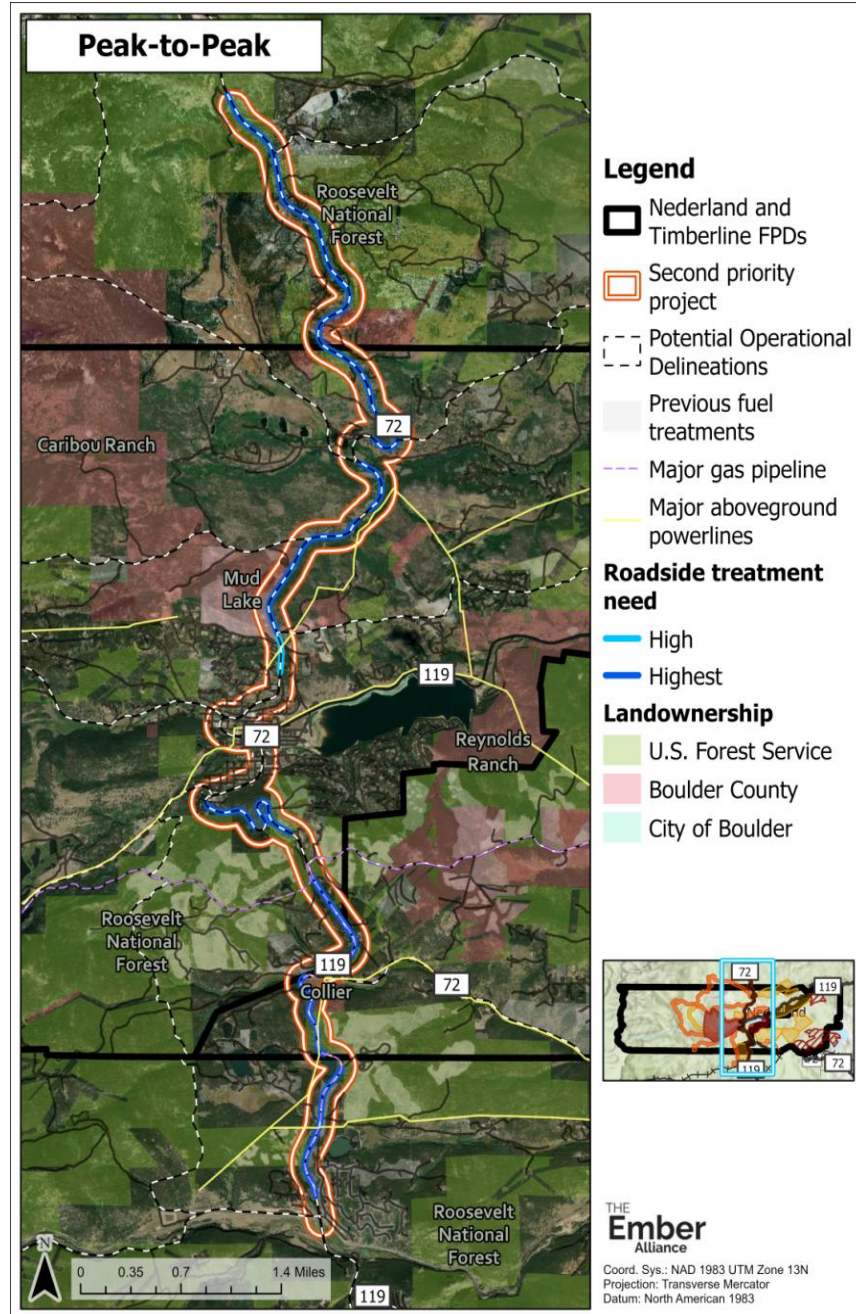 Peak-to-Peak
Roosevelt
National
Forest
72
Caribou Ranch
Mud
Lake
119
72
Reynolds
Ranch
Roosevelt
National
Forest
119
Collier
72
Roosevelt
National
Forest
N
0 0.35 0.7 1.4 Miles
119
Legend
Nederland and
Timberline FPDs
Second priority
project
Potential Operational
Delineations
Previous fuel
treatments
Major gas pipeline
Major aboveground
powerlines
Roadside treatment
need
High
Highest
Landownership
U.S. Forest Service
Boulder County
City of Boulder
72
119
119
72
THE
Ember
Alliance
Coord. Sys.: NAD 1983 UTM Zone 13N
Projection: Transverse Mercator
Datum: North American 1983